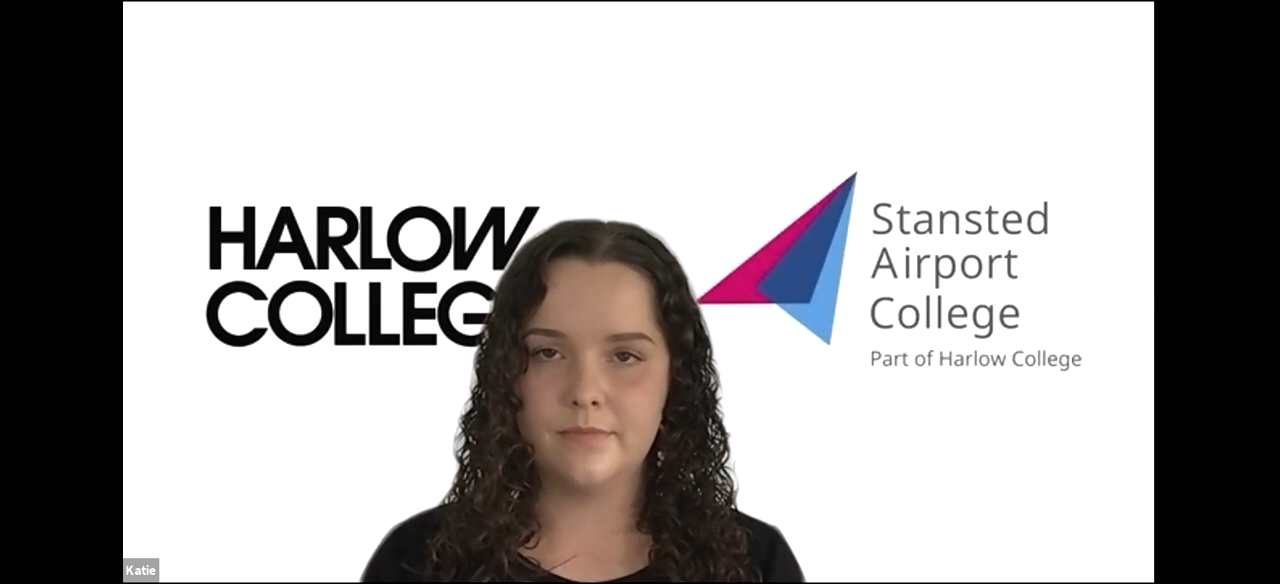 HARLOW
COLLEG
Stansted
Airport
College
Part of Harlow College
Katie